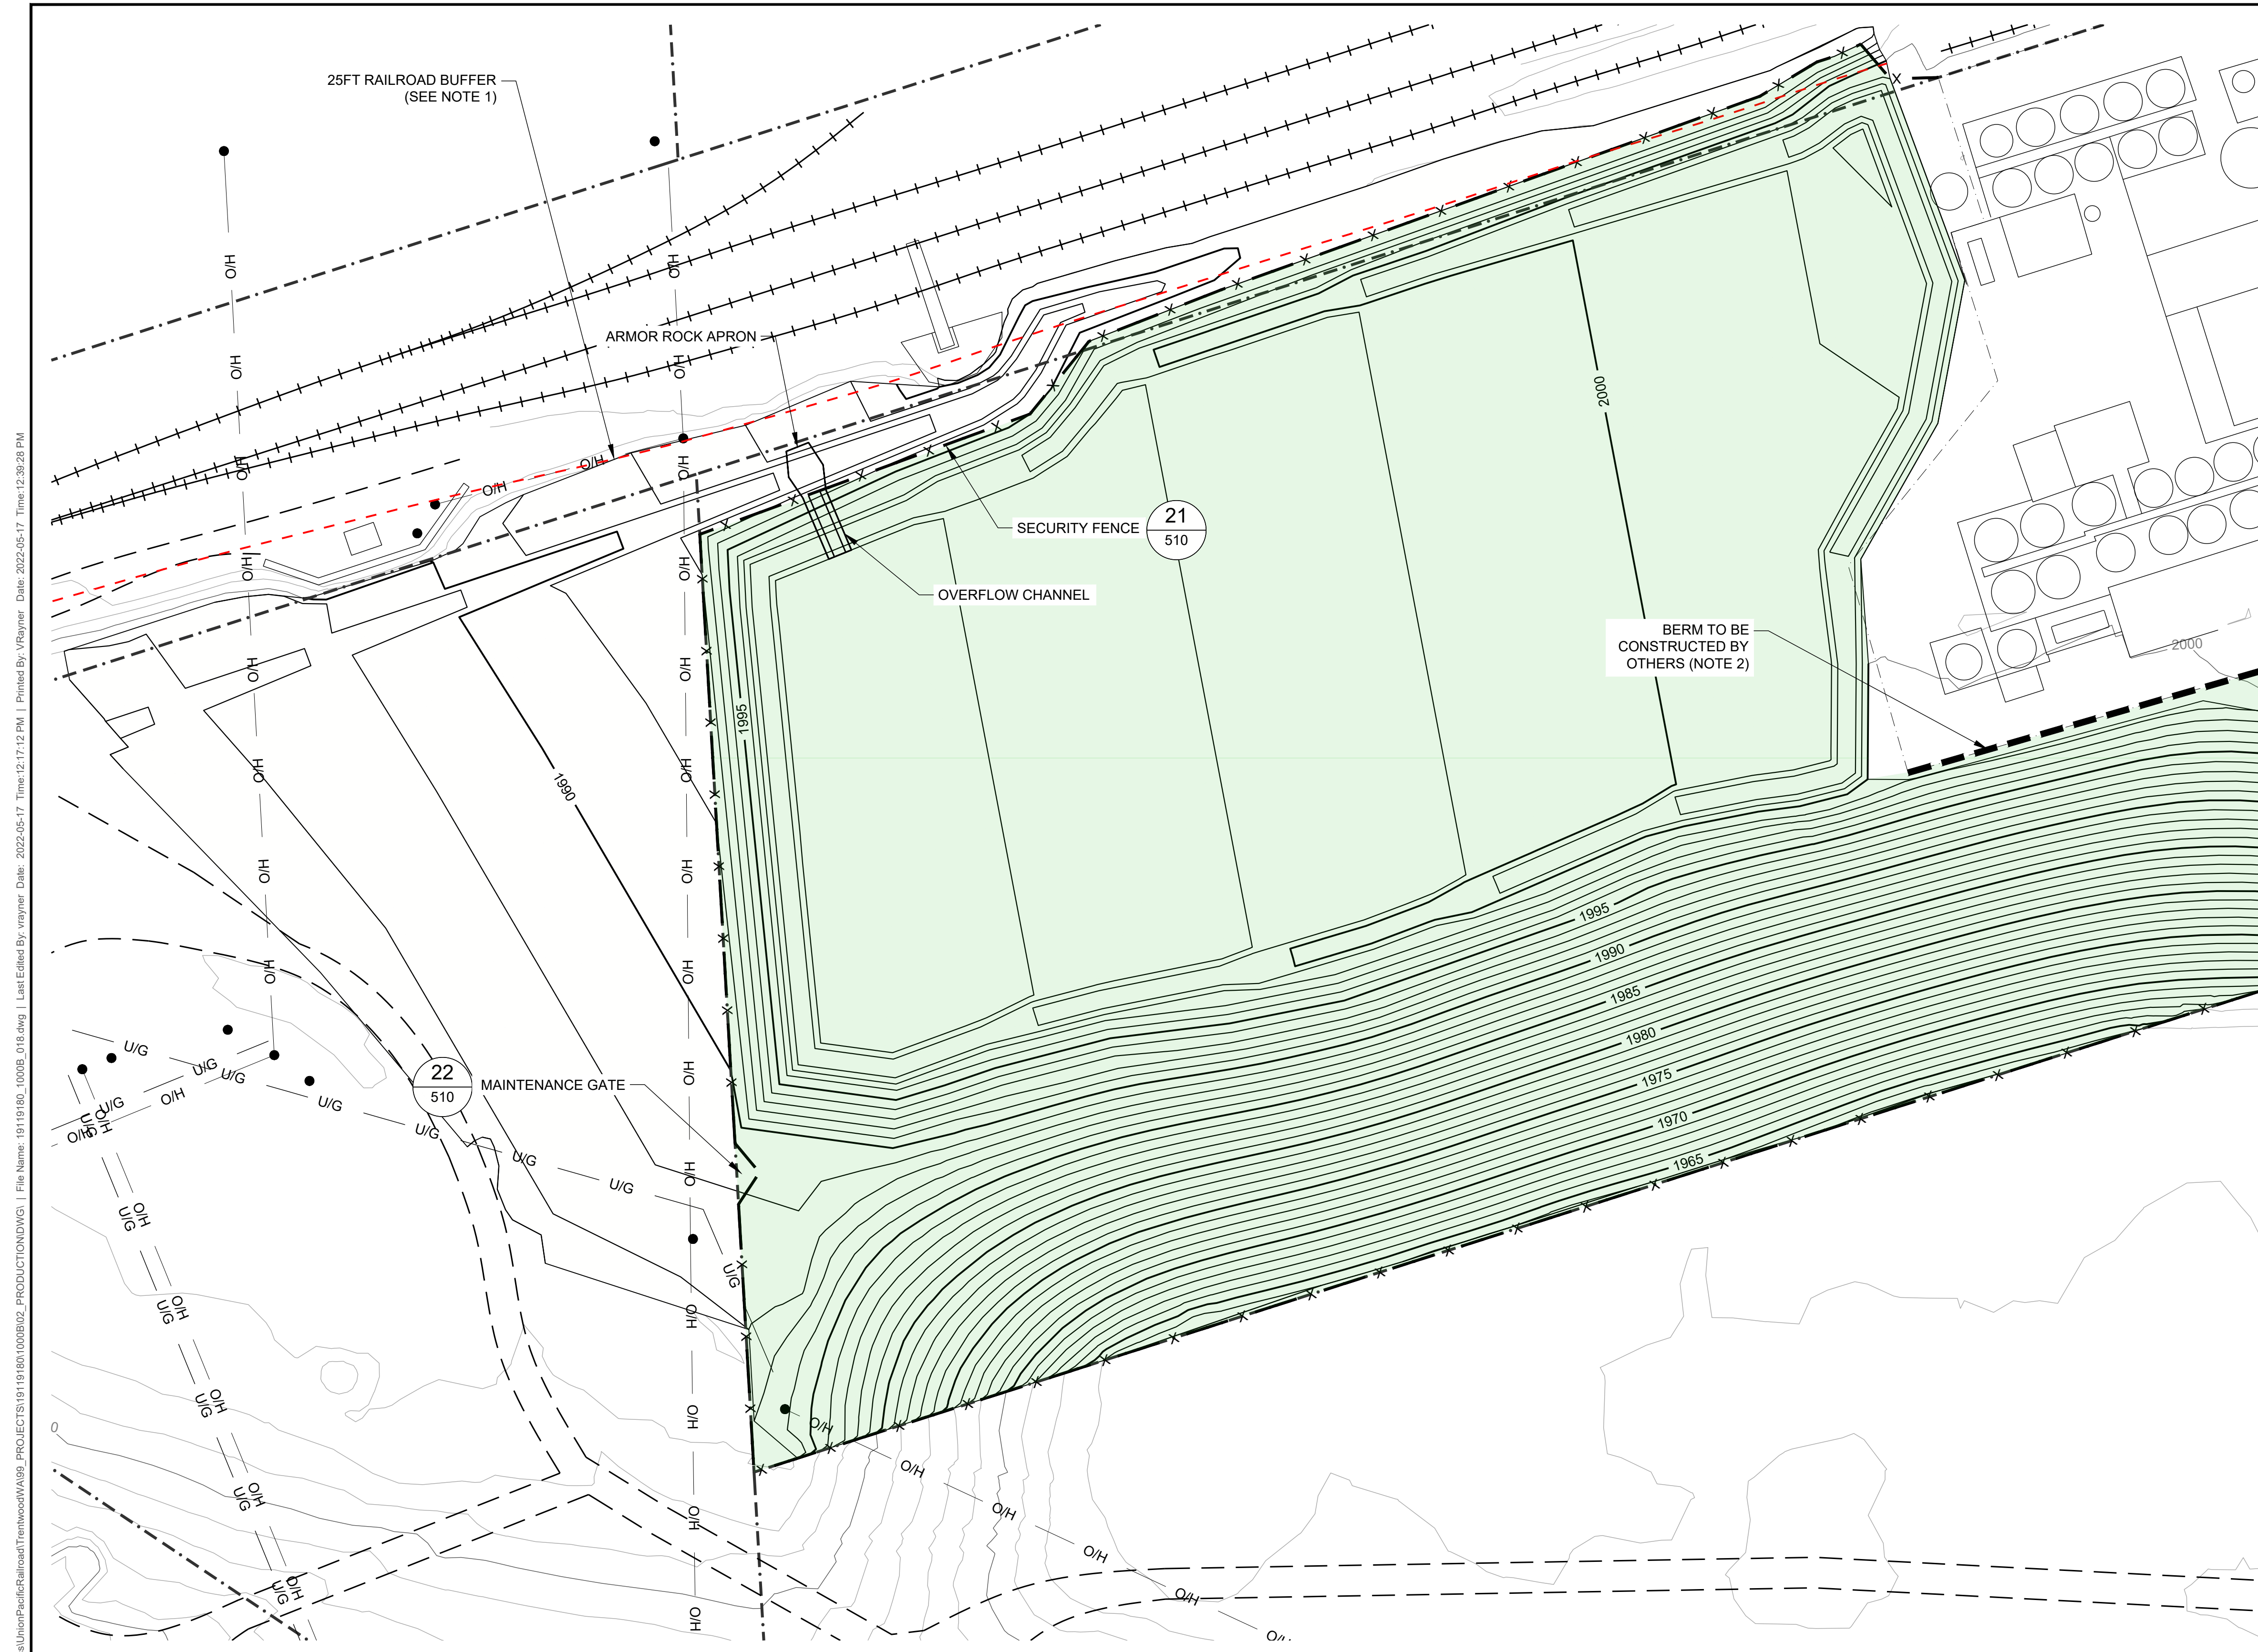 25FT RAILROAD BUFFER
(SEE NOTE 1)
O/H
O/H
O/H
O/H
ARMOR ROCK APRON
O/H
2000
O/H
O/H
O/H
O/H
SECURITY FENCE
21
510
O/H
O/H
OVERFLOW CHANNEL
BERM TO BE
CONSTRUCTED BY
OTHERS (NOTE 2)
2000
O/H
O/H
1995
O/H
O/H
1990
O/H
O/H
1995
O/H
O/H
1990
1985
1980
U/G
U/G
U/G
O/H
1975
22
510
MAINTENANCE GATE
U/G
O/H
U/G
U/G
O/H
O/H
U/G
1970
U/G
O/H
1965
U/G
O/H
U/G
U/G
O/H
U/G
O/H
O/H
U/G
O/H
O/H
0
O/H
O/H
U/G
O/H
O/H
O/H
O/H
U/G
O/H
O/H
s\UnionPacificRailroad\TrentwoodWA\99_PROJECTS\19119180\1000B\02_PRODUCTION\DWG\ | File Name: 19119180_1000B_018.dwg | Last Edited By: vrayner Date: 2022-05-17 Time:12:17:12 PM | Printed By: VRayner Date: 2022-05-17 Time:12:39:28 PM